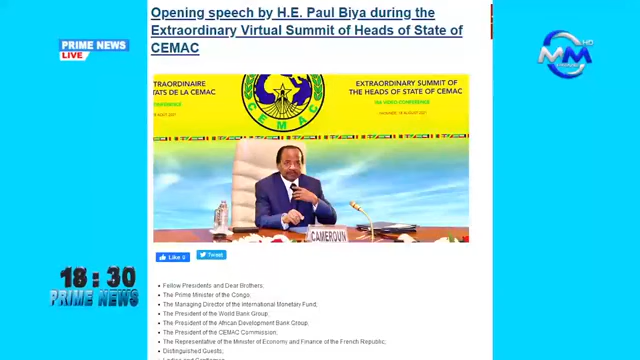 Opening speech by H.E. Paul Biya during the
Extraordinary Virtual Summit of Heads of State of
CEMAC
PRIME NEWS
LIVE
MM
HD
EXTRAORDINARY SUMMIT OF
THE HEADS OF STATE OF CEMAC
CEMAC
CAMEROUN
Like 0
Tweet
18:30
PRIME NEWS
Fellow Presidents and Dear Brothers;
The Prime Minister of the Congo;
The Managing Director of the International Monetary Fund;
The President of the World Bank Group;
The President of the African Development Bank Group;
The President of the CEMAC Commission;
The Representative of the Minister of Economy and Finance of the French Republic;
Distinguished Guests;